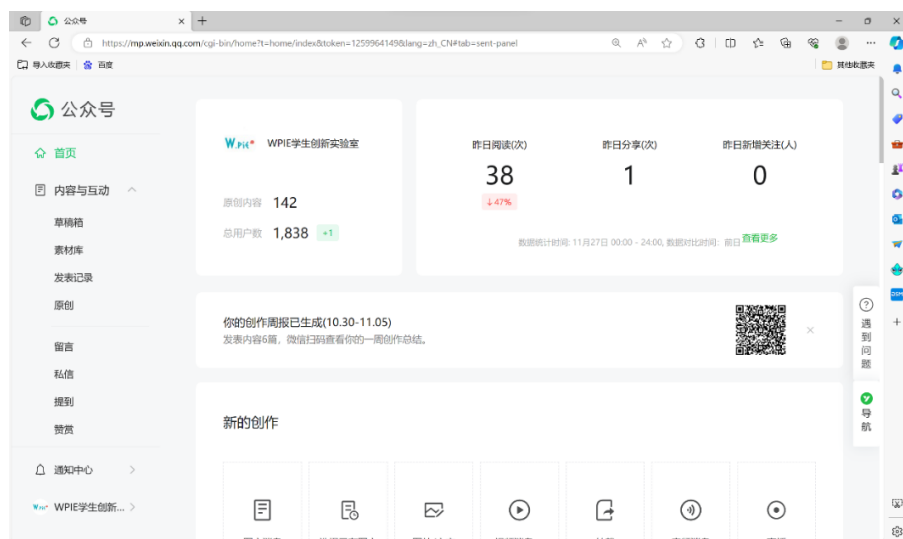 公众号
https://mp.weixin.qq.com/cgi-bin/home?t=home/index&token=1259964149&lang=zh_CN#tab=sent-panel
导入收藏夹 百度 其他收藏夹
公众号
首页
内容与互动
草稿箱
素材库
发表记录
原创
留言
私信
提到
赞赏
通知中心
WPIE学生创新...
W.PIE WPIE学生创新实验室
原创内容 142
总用户数 1,838 +1
昨日阅读(次) 昨日分享(次) 昨日新增关注(人)
38 1 0
↓47%
数据统计时间: 11月27日 00:00 - 24:00, 数据对比时间: 前日 查看更多
你的创作周报已生成(10.30-11.05)
发表内容6篇，微信扫码查看你的一周创作总结。
新的创作
遇到问题
导航